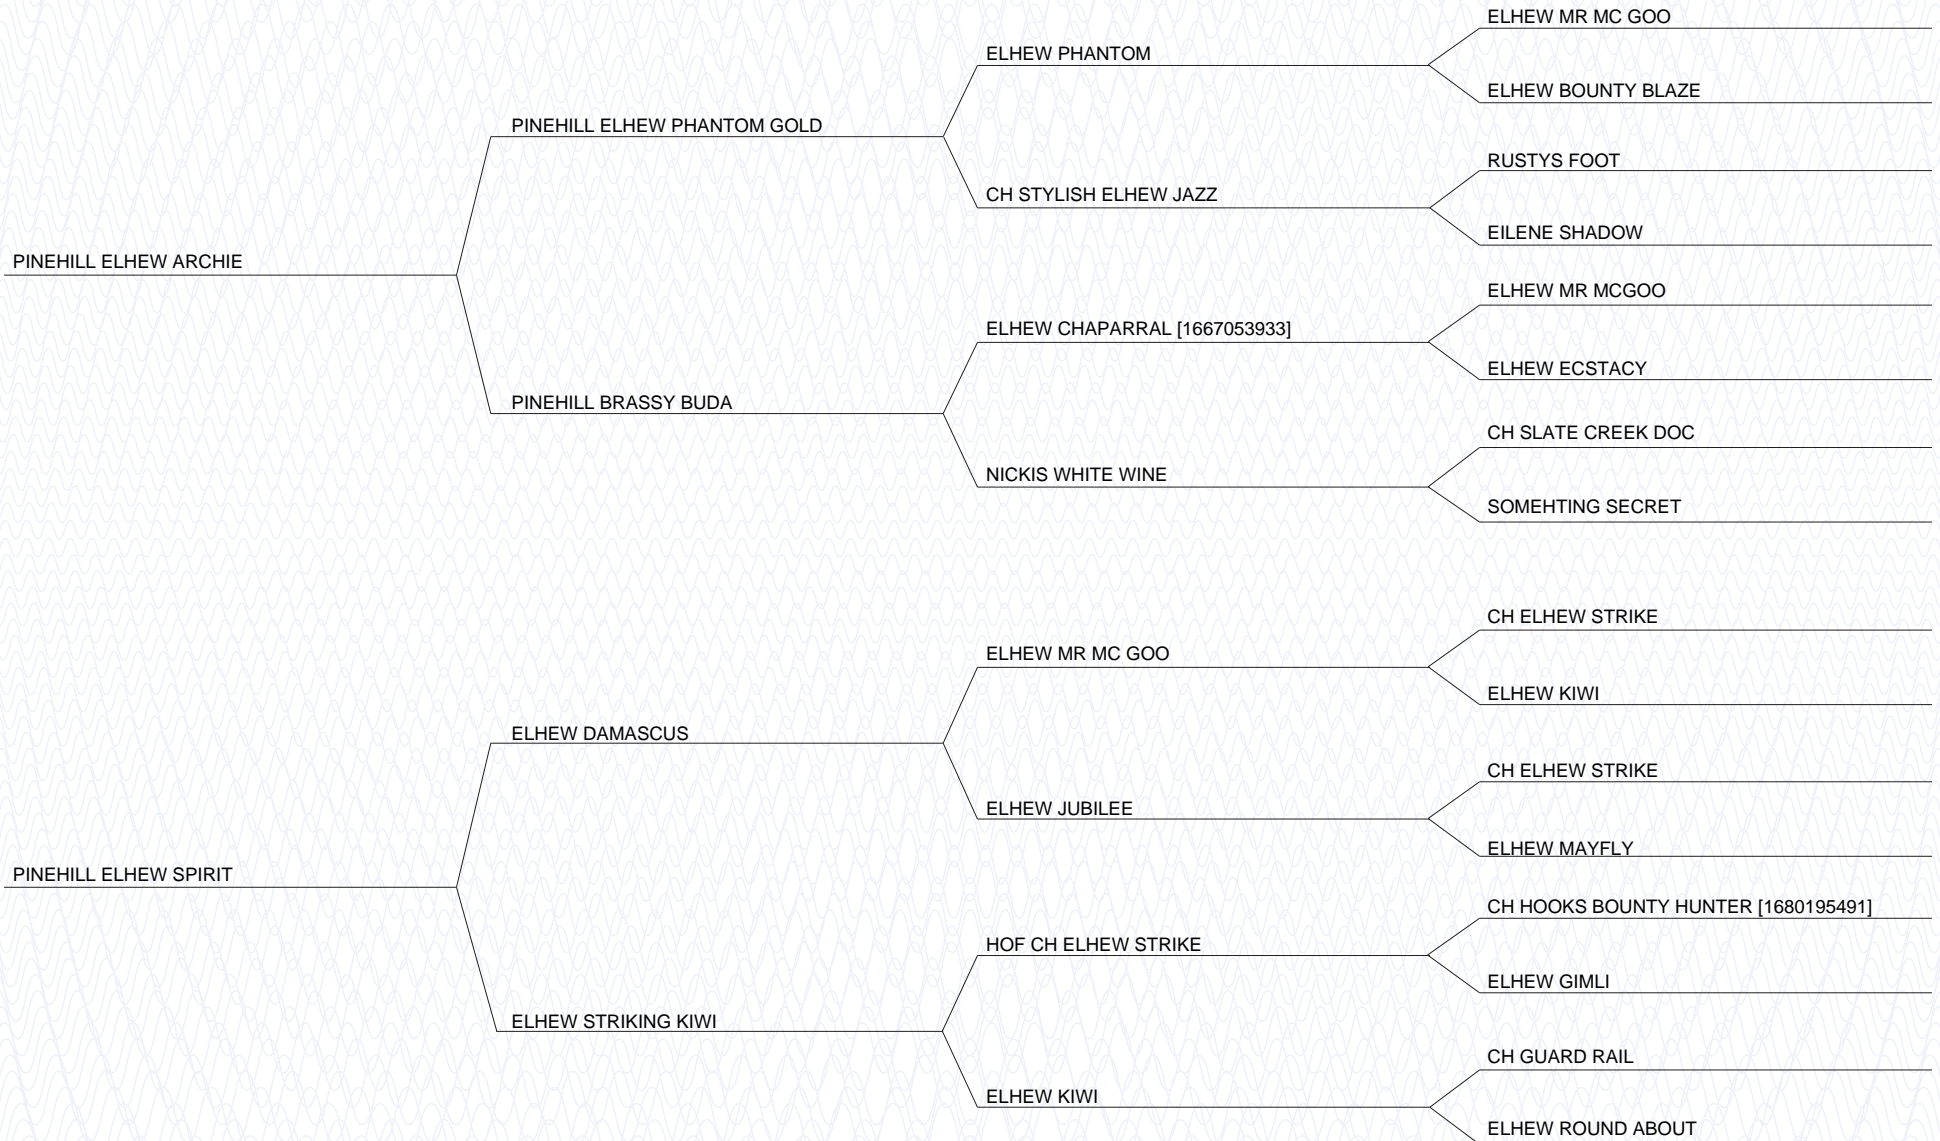 ELHEW MR MC GOO
ELHEW PHANTOM
ELHEW BOUNTY BLAZE
PINEHILL ELHEW PHANTOM GOLD
RUSTYS FOOT
CH STYLISH ELHEW JAZZ
EILENE SHADOW
PINEHILL ELHEW ARCHIE
ELHEW MR MCGOO
ELHEW CHAPARRAL [1667053933]
ELHEW ECSTACY
PINEHILL BRASSY BUDA
CH SLATE CREEK DOC
NICKIS WHITE WINE
SOMEHTING SECRET
CH ELHEW STRIKE
ELHEW MR MC GOO
ELHEW KIWI
ELHEW DAMASCUS
CH ELHEW STRIKE
ELHEW JUBILEE
ELHEW MAYFLY
PINEHILL ELHEW SPIRIT
CH HOOKS BOUNTY HUNTER [1680195491]
HOF CH ELHEW STRIKE
ELHEW GIMLI
ELHEW STRIKING KIWI
CH GUARD RAIL
ELHEW KIWI
ELHEW ROUND ABOUT